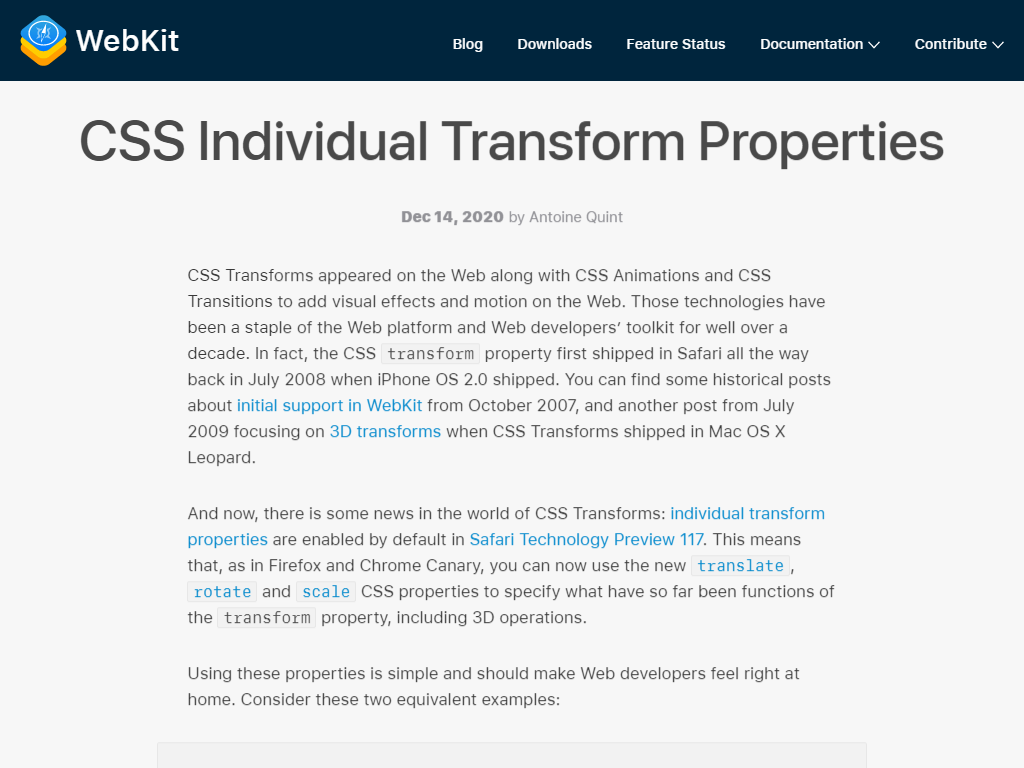 WebKit
Blog
Downloads
Feature Status
Documentation
Contribute
CSS Individual Transform Properties
Dec 14, 2020 by Antoine Quint
CSS Transforms appeared on the Web along with CSS Animations and CSS
Transitions to add visual effects and motion on the Web. Those technologies have
been a staple of the Web platform and Web developers’ toolkit for well over a
decade. In fact, the CSS transform property first shipped in Safari all the way
back in July 2008 when iPhone OS 2.0 shipped. You can find some historical posts
about initial support in WebKit from October 2007, and another post from July
2009 focusing on 3D transforms when CSS Transforms shipped in Mac OS X
Leopard.
And now, there is some news in the world of CSS Transforms: individual transform
properties are enabled by default in Safari Technology Preview 117. This means
that, as in Firefox and Chrome Canary, you can now use the new translate,
rotate and scale CSS properties to specify what have so far been functions of
the transform property, including 3D operations.
Using these properties is simple and should make Web developers feel right at
home. Consider these two equivalent examples: